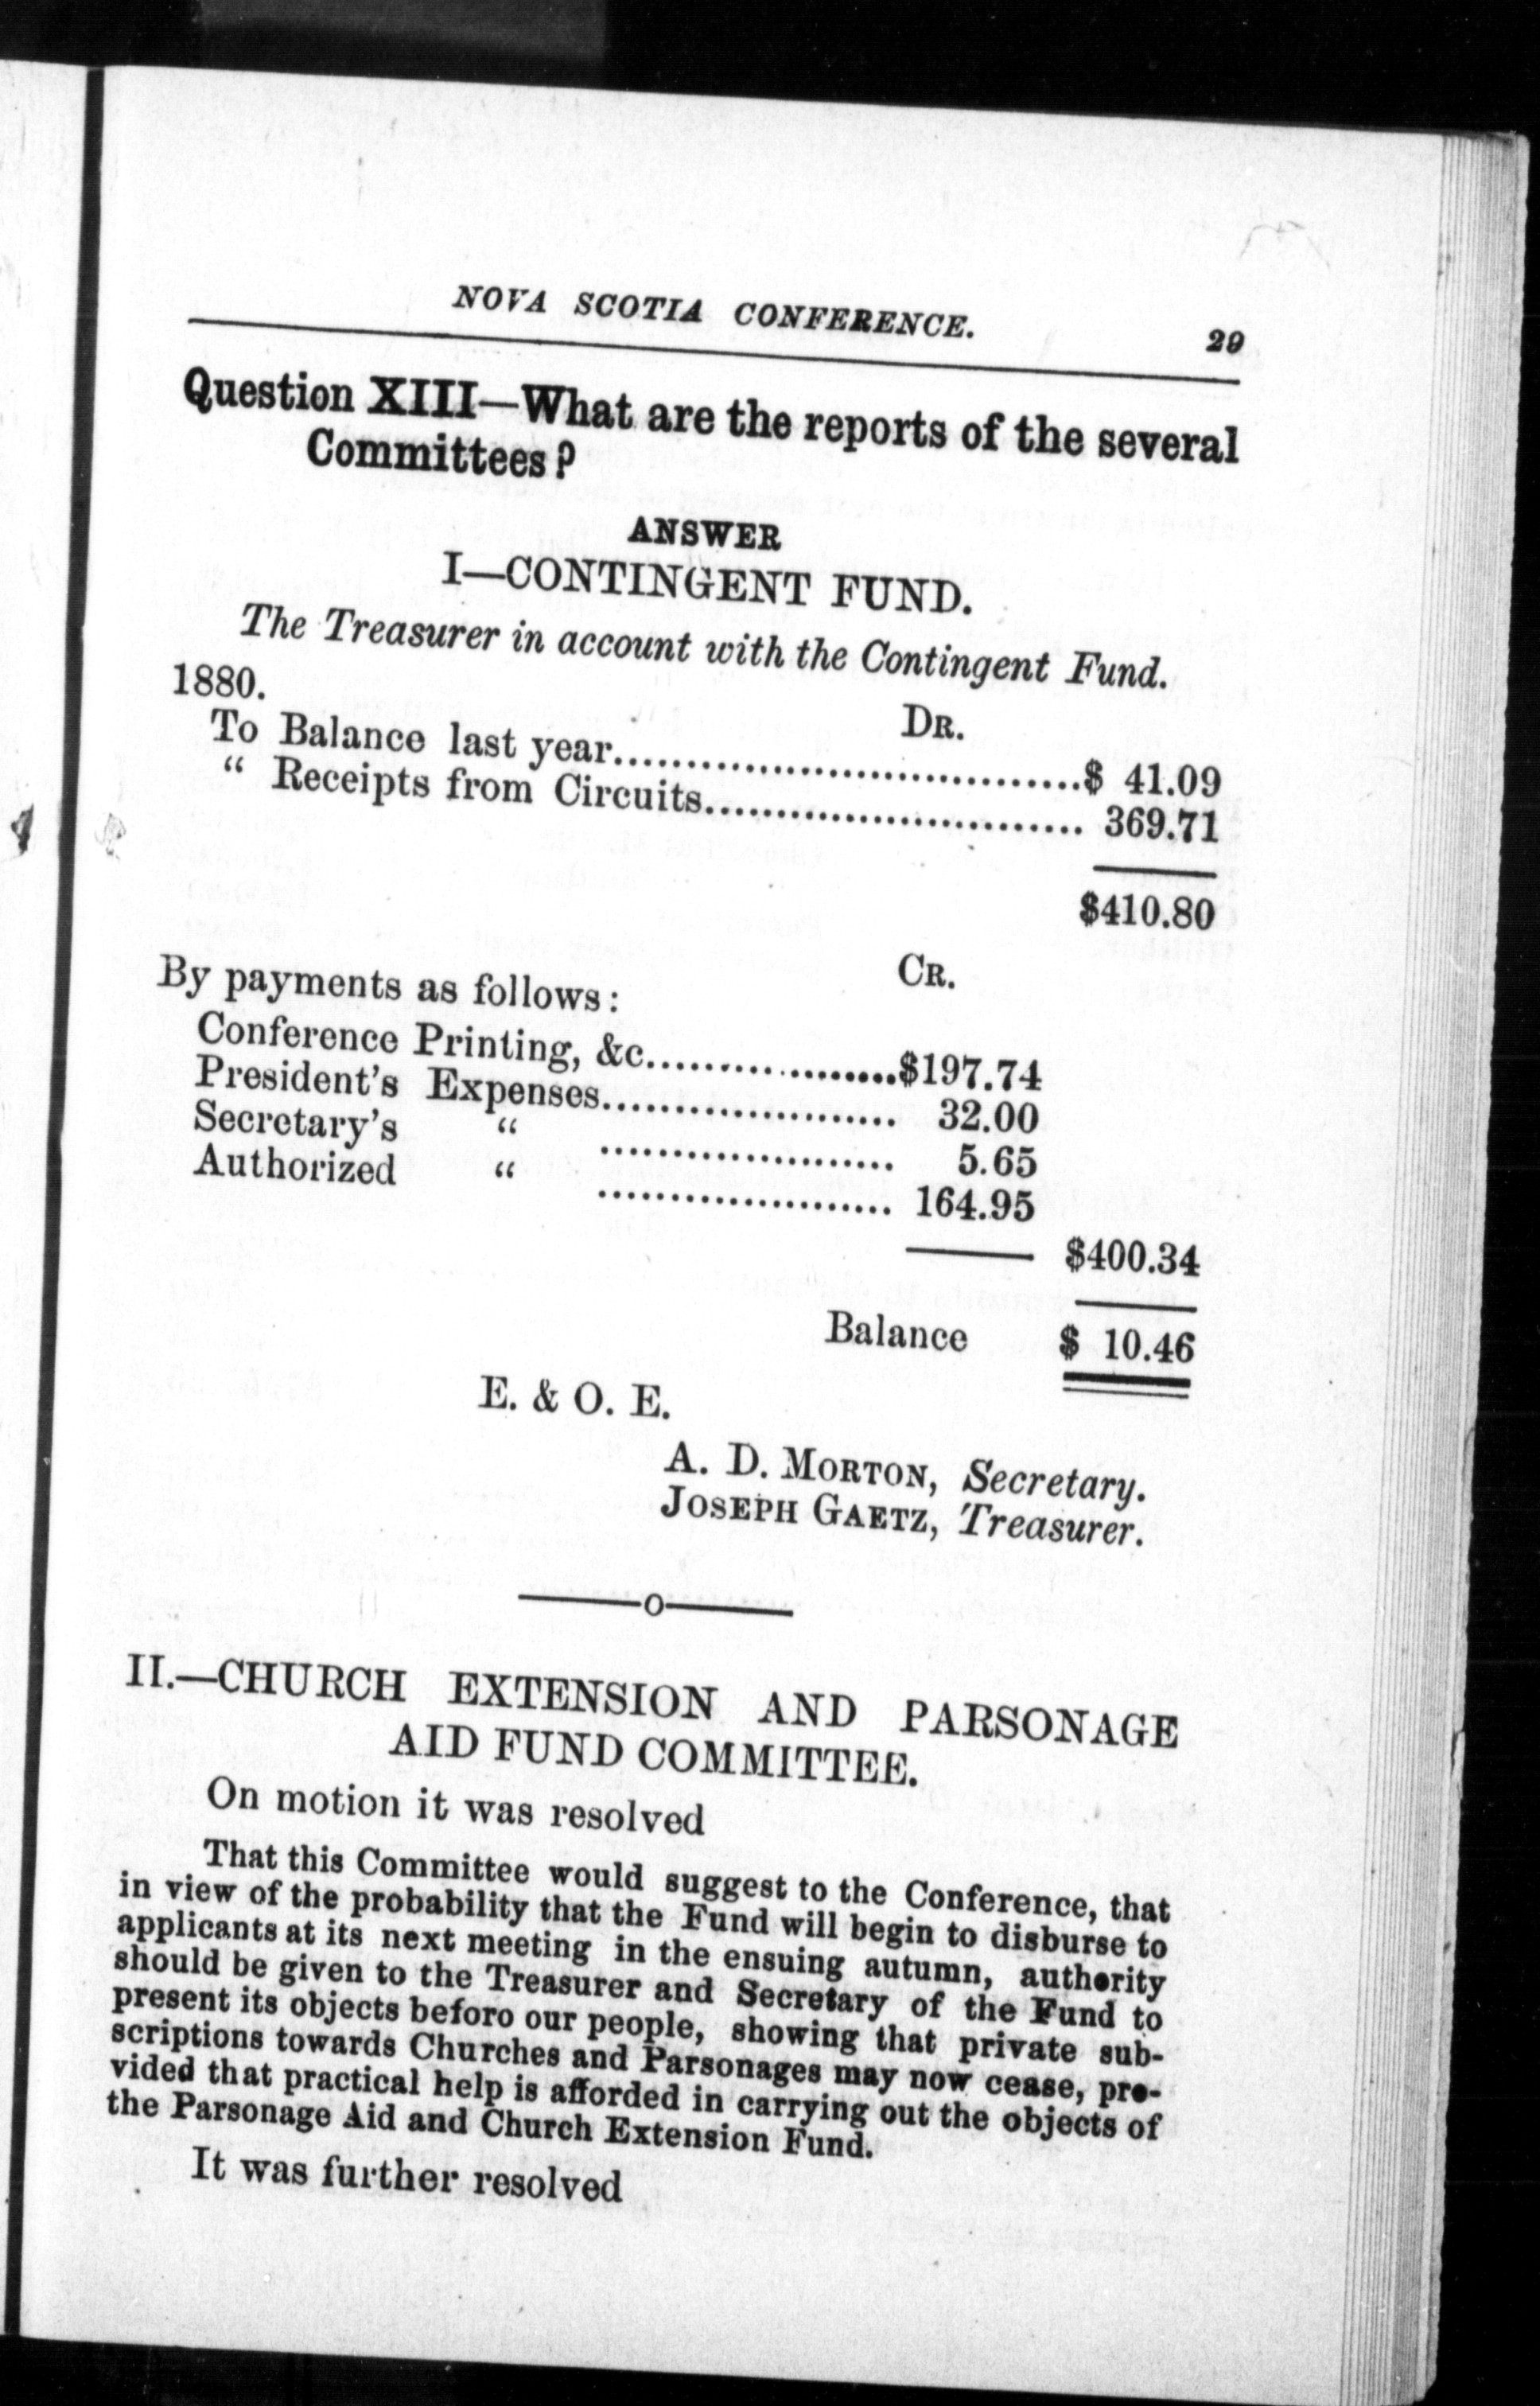 NOVA SCOTIA CONFERENCE. 29
Question XIII—What are the reports of the several
Committees?
ANSWER
I—CONTINGENT FUND.
The Treasurer in account with the Contingent Fund.
1880. DR.
To Balance last year.................................$ 41.09
“ Receipts from Circuits........................... 369.71
$410.80
CR.
By payments as follows:
Conference Printing, &c..................$197.74
President's Expenses..................... 32.00
Secretary's “ ..................... 5.65
Authorized “ ..................... 164.95
$400.34
Balance $ 10.46
E. & O. E.
A. D. MORTON, Secretary.
JOSEPH GAETZ, Treasurer.
——o——
II.—CHURCH EXTENSION AND PARSONAGE
AID FUND COMMITTEE.
On motion it was resolved
That this Committee would suggest to the Conference, that
in view of the probability that the Fund will begin to disburse to
applicants at its next meeting in the ensuing autumn, authority
should be given to the Treasurer and Secretary of the Fund to
present its objects beforo our people, showing that private sub-
scriptions towards Churches and Parsonages may now cease, pro-
vided that practical help is afforded in carrying out the objects of
the Parsonage Aid and Church Extension Fund.
It was further resolved